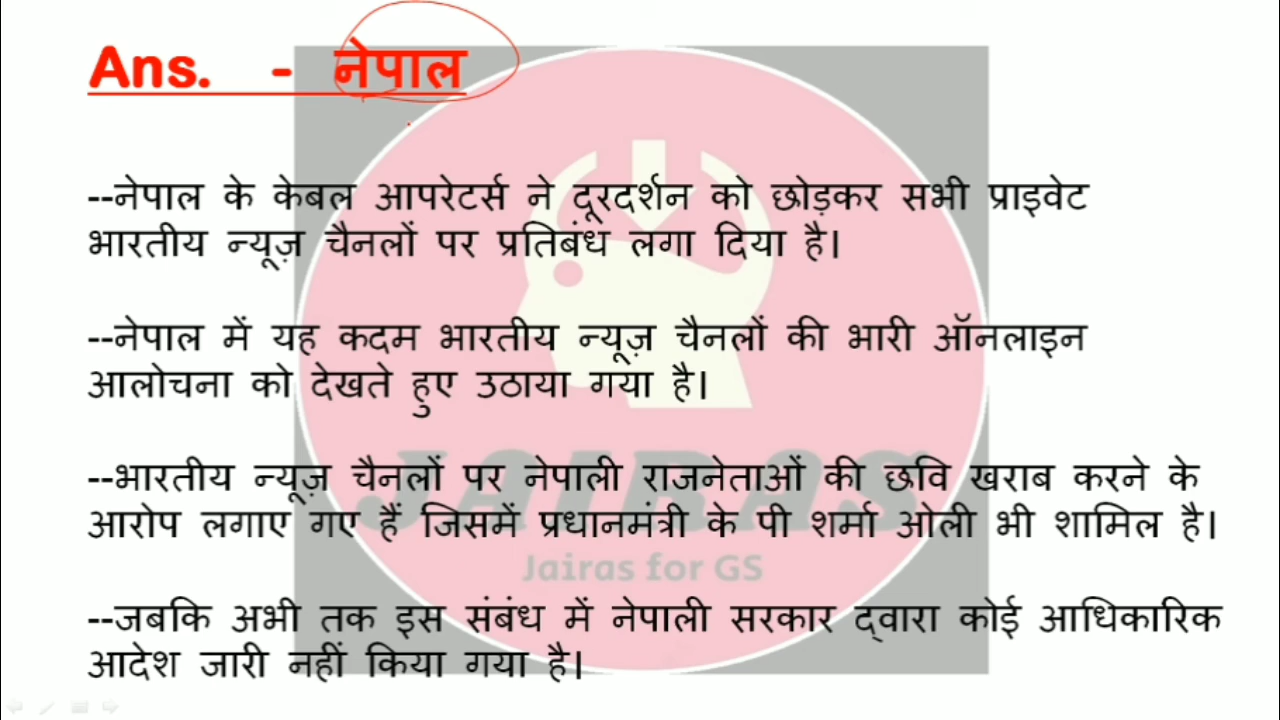 Ans. - नेपाल
--नेपाल के केबल आपरेटर्स ने दूरदर्शन को छोड़कर सभी प्राइवेट
भारतीय न्यूज़ चैनलों पर प्रतिबंध लगा दिया है।
--नेपाल में यह कदम भारतीय न्यूज़ चैनलों की भारी ऑनलाइन
आलोचना को देखते हुए उठाया गया है।
--भारतीय न्यूज़ चैनलों पर नेपाली राजनेताओं की छवि खराब करने के
आरोप लगाए गए हैं जिसमें प्रधानमंत्री के पी शर्मा ओली भी शामिल है।
JAIRAS
Jairas for GS
--जबकि अभी तक इस संबंध में नेपाली सरकार द्वारा कोई आधिकारिक
आदेश जारी नहीं किया गया है।